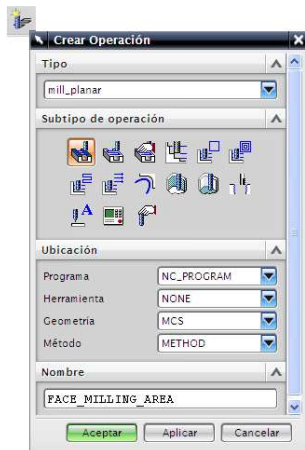 Crear Operación
Tipo
mill_planar
Subtipo de operación
Ubicación
Programa NC_PROGRAM
Herramienta NONE
Geometría MCS
Método METHOD
Nombre
FACE_MILLING_AREA
Aceptar Aplicar Cancelar